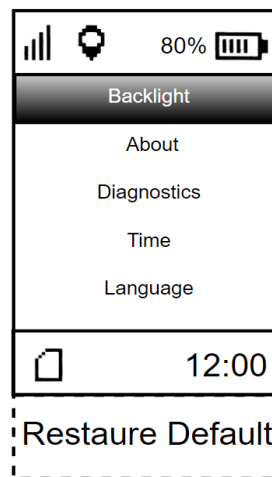 80%
Backlight
About
Diagnostics
Time
Language
12:00
Restaure Default